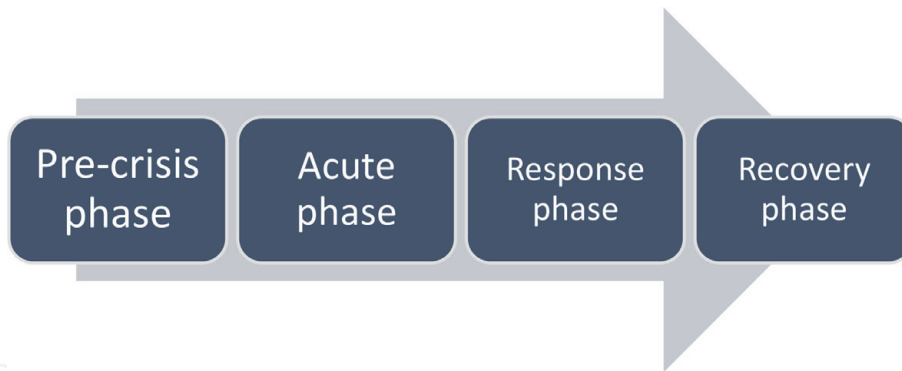 Pre-crisis
phase
Acute
phase
Response
phase
Recovery
phase